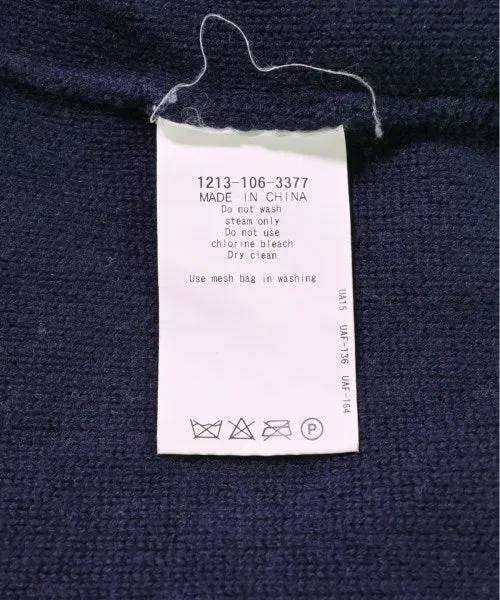 1213-106-3377
MADE IN CHINA
Do not wash
steam only
Do not use
chlorine bleach
Dry clean
Use mesh bag in washing
UA15 UAF-136 UAF-164
P